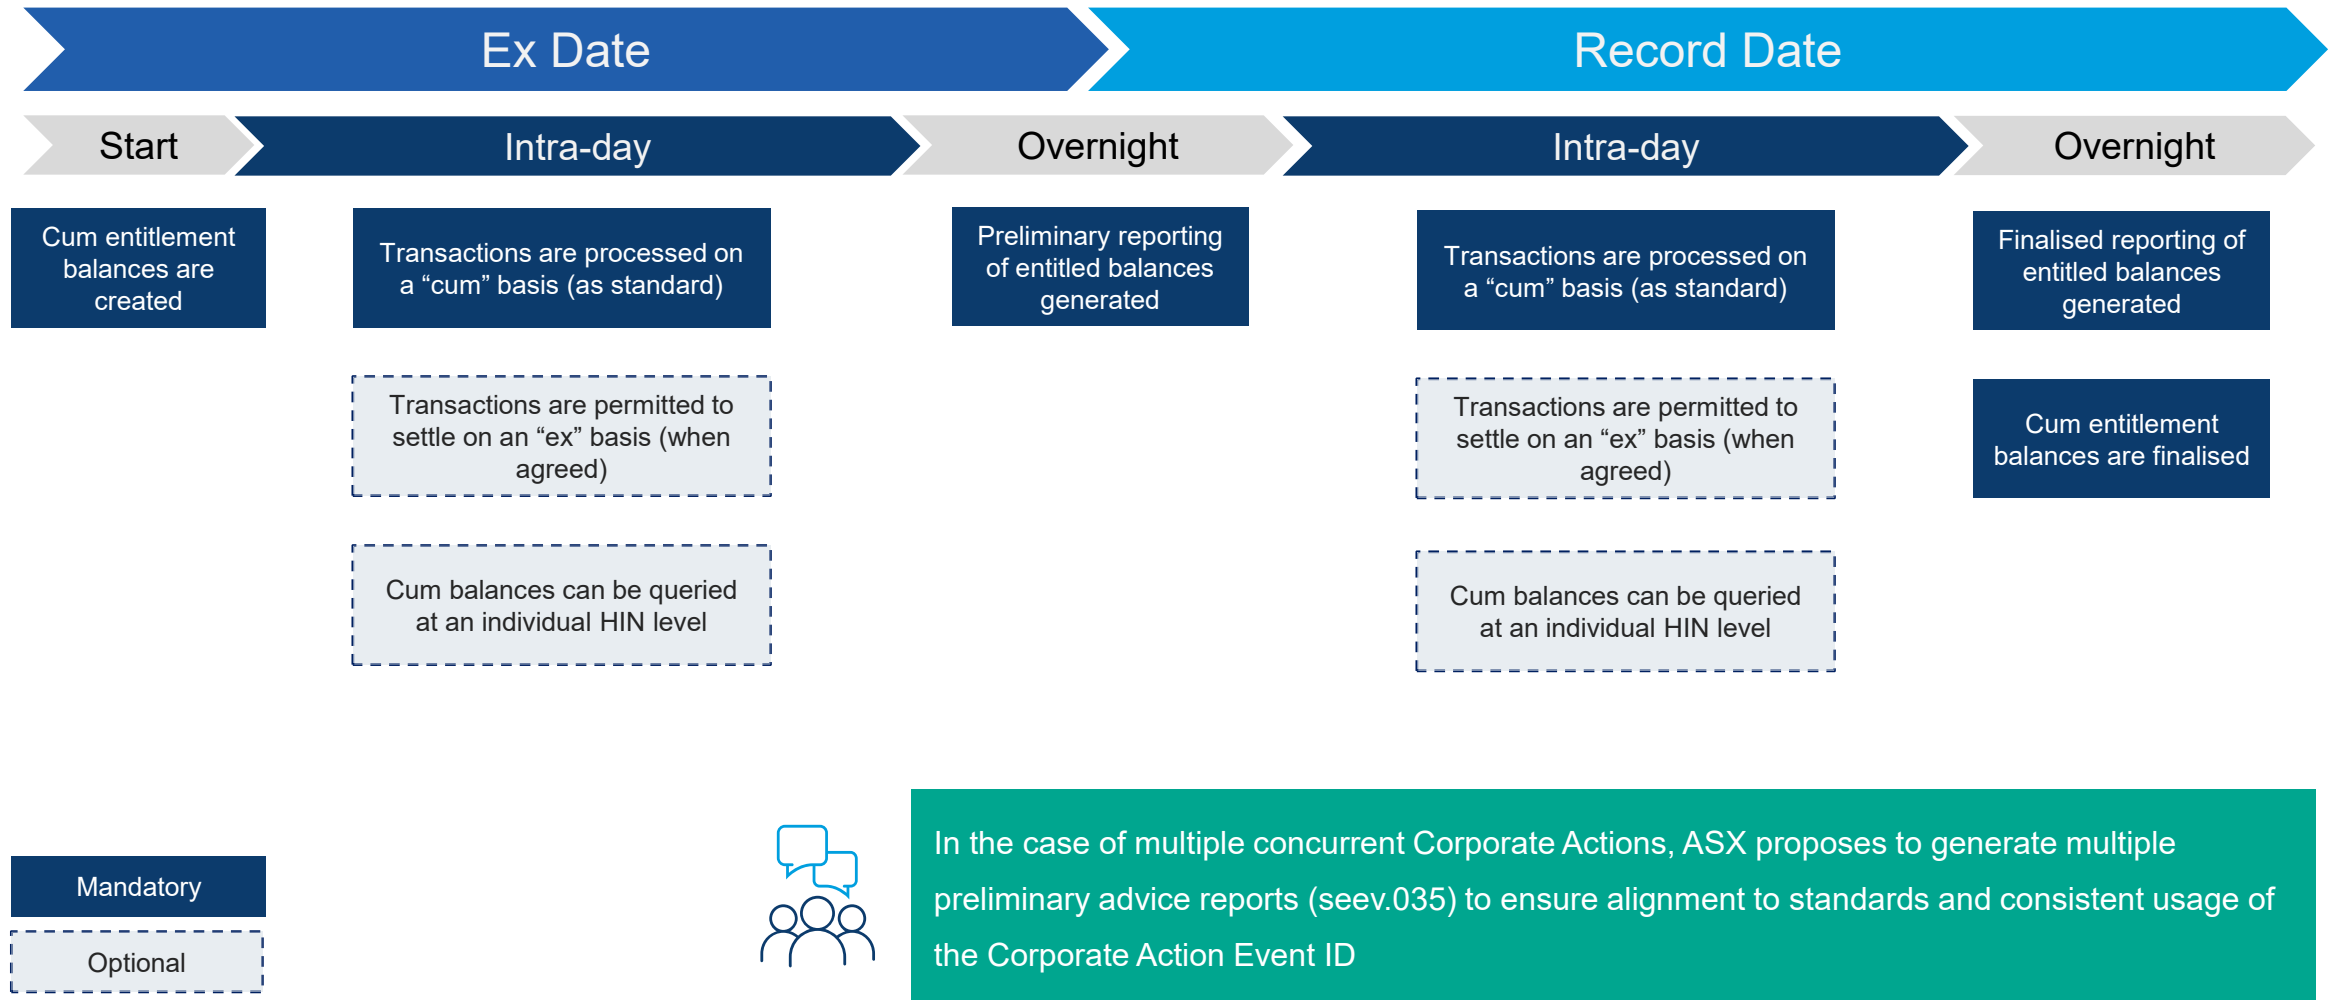 Ex Date
Record Date
Start
Intra-day
Overnight
Intra-day
Overnight
Cum entitlement
balances are
created
Transactions are processed on
a “cum” basis (as standard)
Preliminary reporting
of entitled balances
generated
Transactions are processed on
a “cum” basis (as standard)
Finalised reporting of
entitled balances
generated
Transactions are permitted to
settle on an “ex” basis (when
agreed)
Transactions are permitted to
settle on an “ex” basis (when
agreed)
Cum entitlement
balances are finalised
Cum balances can be queried
at an individual HIN level
Cum balances can be queried
at an individual HIN level
Mandatory
Optional
In the case of multiple concurrent Corporate Actions, ASX proposes to generate multiple
preliminary advice reports (seev.035) to ensure alignment to standards and consistent usage of
the Corporate Action Event ID